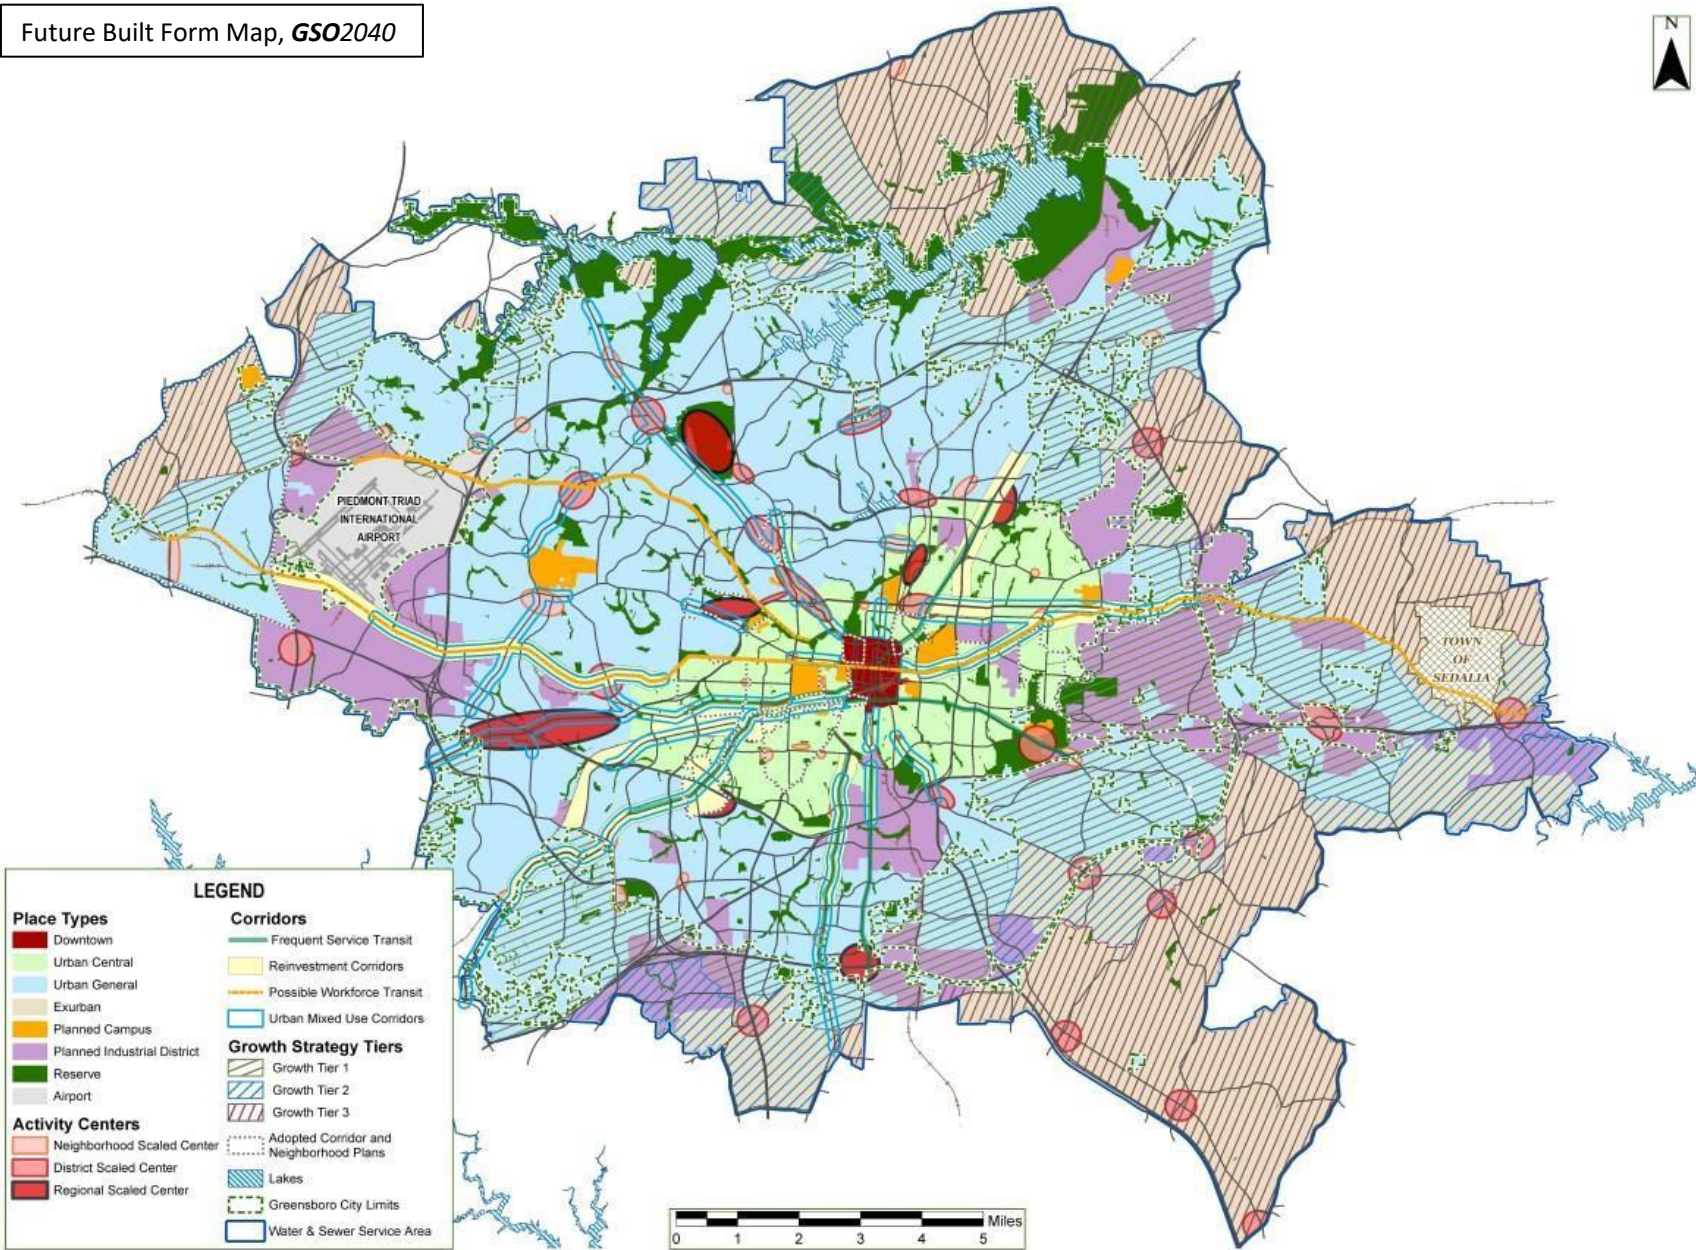 Future Built Form Map, GSO2040
N
PIEDMONT TRIAD
INTERNATIONAL
AIRPORT
TOWN
OF
SEDALIA
LEGEND
Place Types
Downtown
Urban Central
Urban General
Exurban
Planned Campus
Planned Industrial District
Reserve
Airport
Activity Centers
Neighborhood Scaled Center
District Scaled Center
Regional Scaled Center
Corridors
Frequent Service Transit
Reinvestment Corridors
Possible Workforce Transit
Urban Mixed Use Corridors
Growth Strategy Tiers
Growth Tier 1
Growth Tier 2
Growth Tier 3
Adopted Corridor and
Neighborhood Plans
Lakes
Greensboro City Limits
Water & Sewer Service Area
Miles
0 1 2 3 4 5